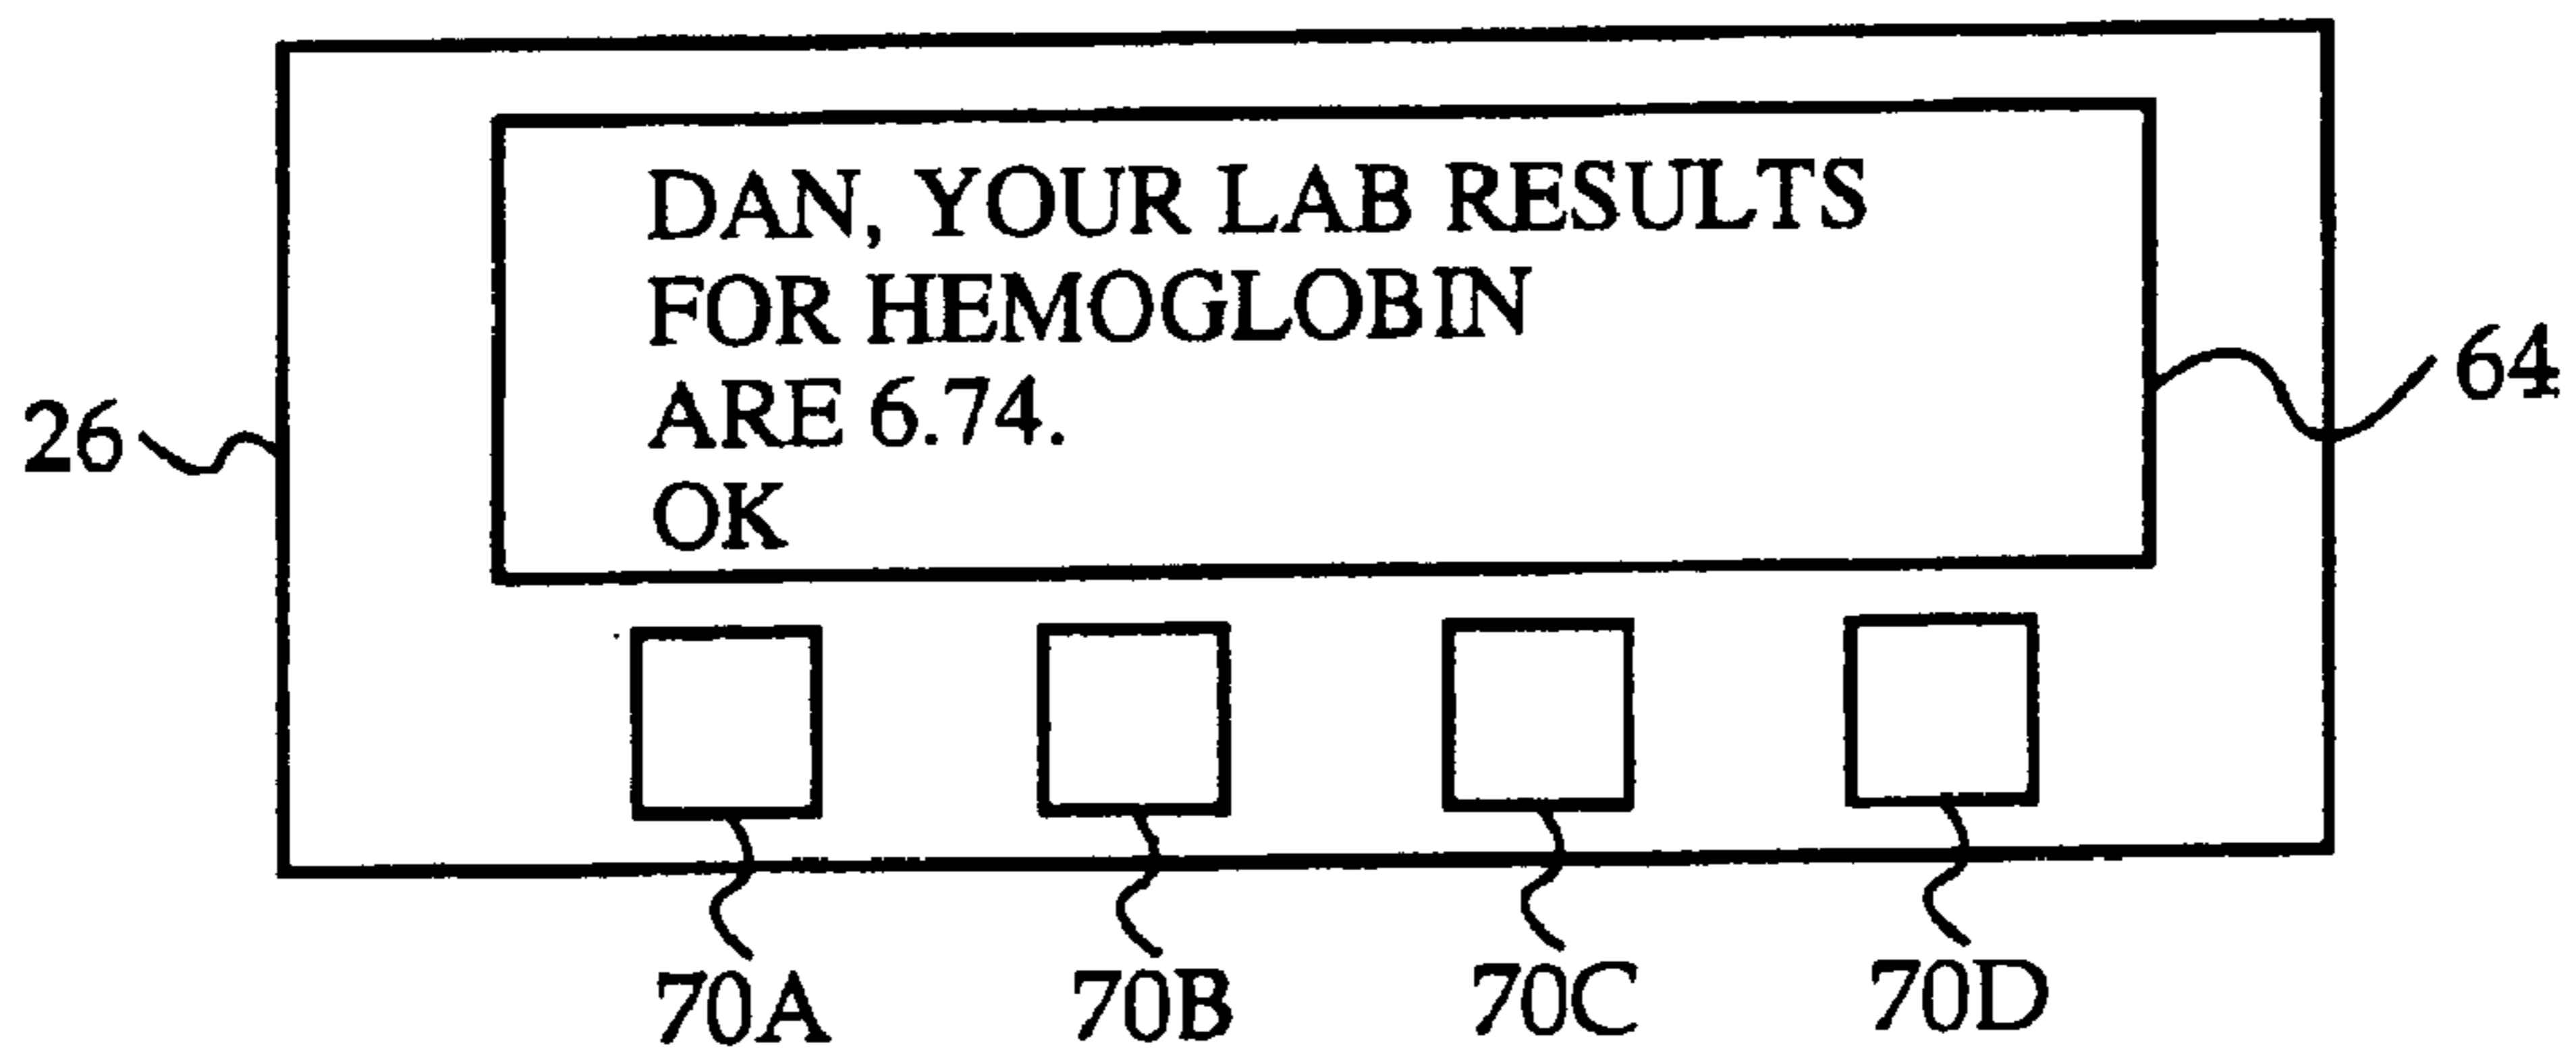 DAN, YOUR LAB RESULTS
FOR HEMOGLOBIN
ARE 6.74.
OK
26
64
70A 70B 70C 70D